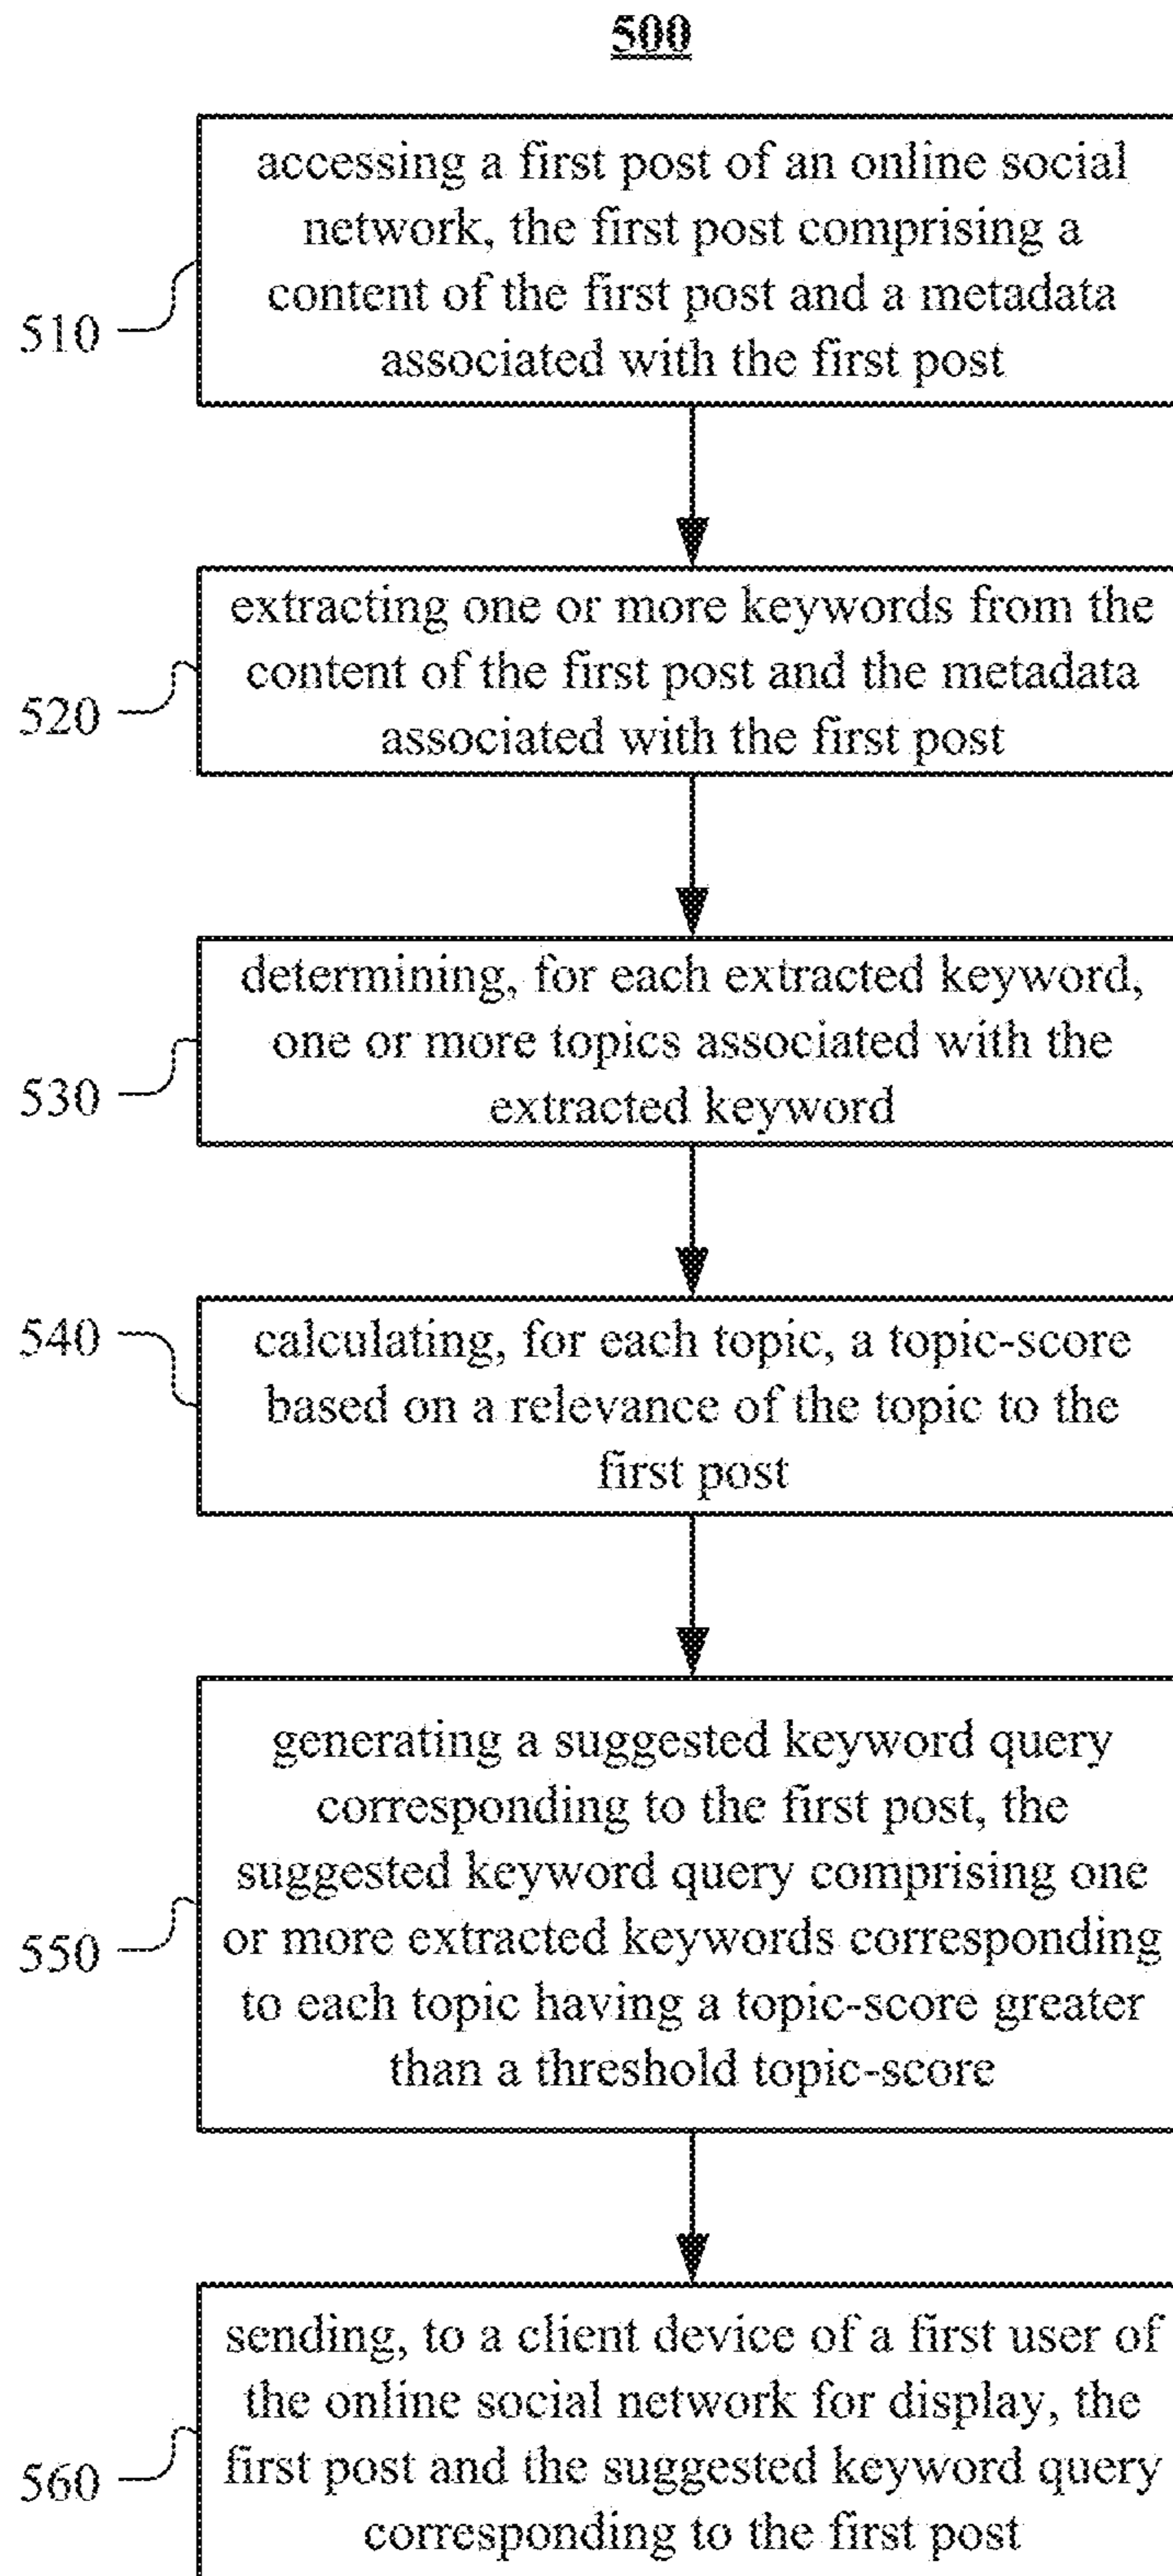 500
accessing a first post of an online social
network, the first post comprising a
content of the first post and a metadata
associated with the first post
510
extracting one or more keywords from the
content of the first post and the metadata
associated with the first post
520
determining, for each extracted keyword,
one or more topics associated with the
extracted keyword
530
540
calculating, for each topic, a topic-score
based on a relevance of the topic to the
first post
generating a suggested keyword query
corresponding to the first post, the
suggested keyword query comprising one
or more extracted keywords corresponding
to each topic having a topic-score greater
than a threshold topic-score
550
sending, to a client device of a first user of
the online social network for display, the
first post and the suggested keyword query
corresponding to the first post
560